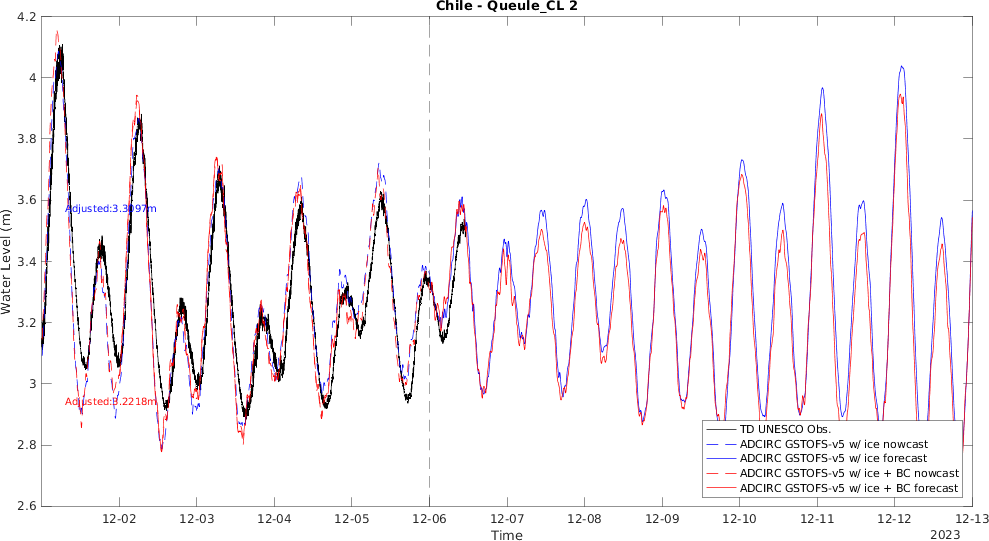 Chile - Queule_CL 2
4.2
4
3.8
3.6
3.4
3.2
3
2.8
2.6
Water Level (m)
Adjusted:3.3097m
Adjusted:3.2218m
TD UNESCO Obs.
ADCIRC GSTOFS-v5 w/ ice nowcast
ADCIRC GSTOFS-v5 w/ ice forecast
ADCIRC GSTOFS-v5 w/ ice + BC nowcast
ADCIRC GSTOFS-v5 w/ ice + BC forecast
12-02 12-03 12-04 12-05 12-06 12-07 12-08 12-09 12-10 12-11 12-12 12-13
Time
2023